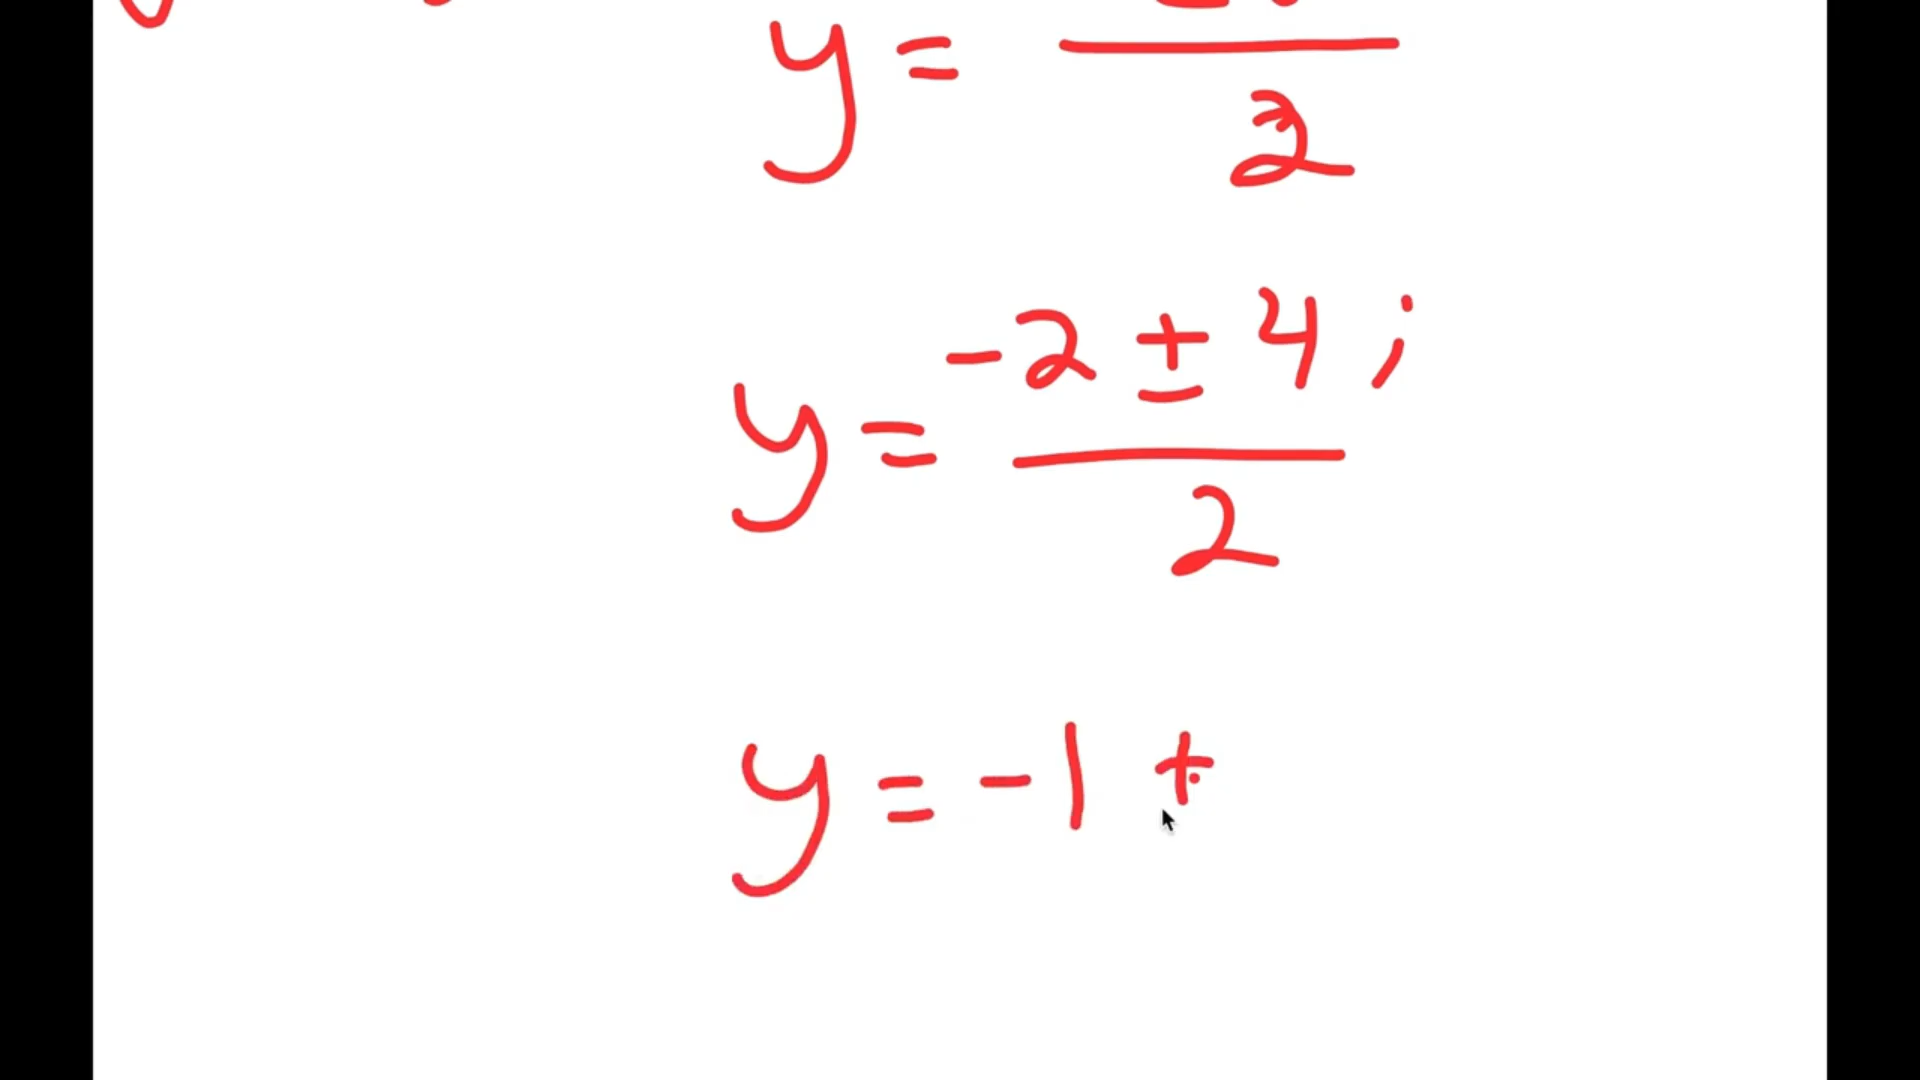 y = 2
y = -2 ± 4i / 2
y = -1 +